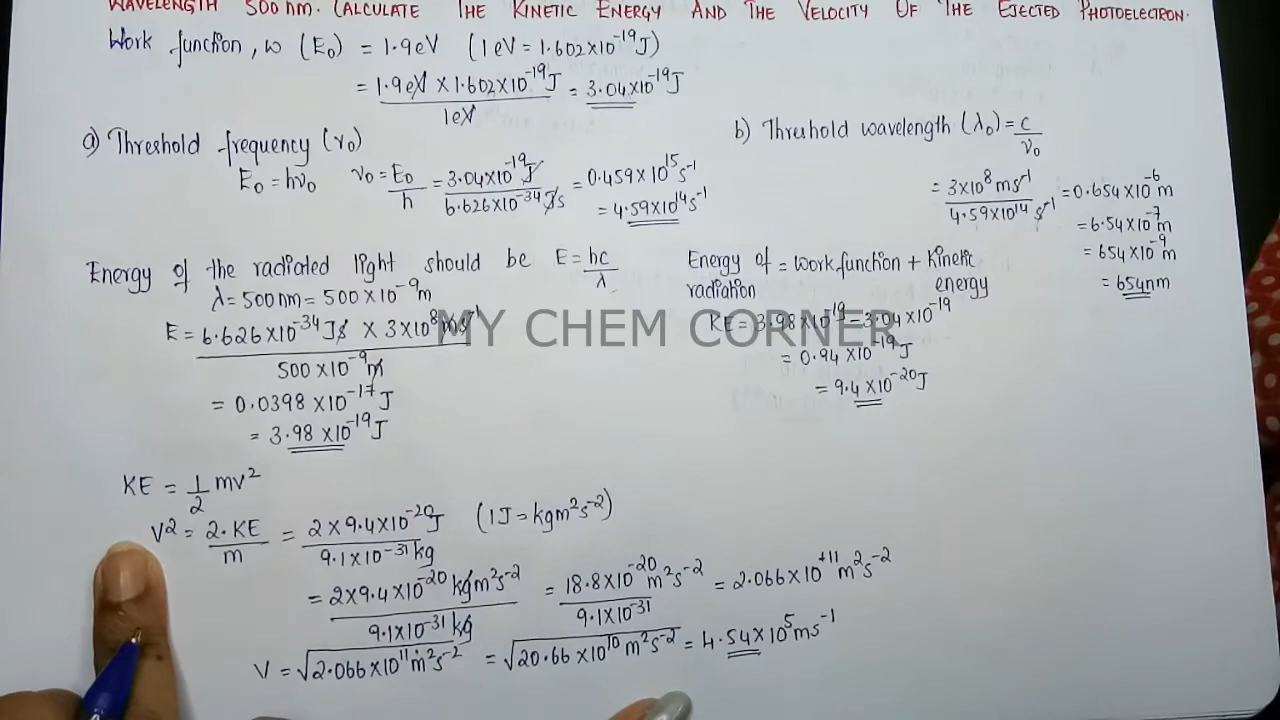 WAVELENGTH 500 nm. CALCULATE THE KINETIC ENERGY AND THE VELOCITY OF THE EJECTED PHOTOELECTRON.
Work function, w (E₀) = 1.9eV (1eV = 1.602×10⁻¹⁹J)
= 1.9eV × 1.602×10⁻¹⁹J / 1eV = 3.04×10⁻¹⁹J
a) Threshold frequency (ν₀)
E₀ = hν₀ ν₀ = E₀/h = 3.04×10⁻¹⁹J / 6.626×10⁻³⁴Js = 0.459×10¹⁵s⁻¹
= 4.59×10¹⁴s⁻¹
b) Threshold wavelength (λ₀) = c/ν₀
= 3×10⁸ms⁻¹ / 4.59×10¹⁴s⁻¹ = 0.654×10⁻⁶m
= 6.54×10⁻⁷m
= 654×10⁻⁹m
= 654nm
Energy of the radiated light should be E = hc/λ
λ = 500nm = 500×10⁻⁹m
E = 6.626×10⁻³⁴Js × 3×10⁸ms⁻¹ / 500×10⁻⁹m
= 0.0398×10⁻¹⁷J
= 3.98×10⁻¹⁹J
Energy of radiation = work function + Kinetic energy
KE = 3.98×10⁻¹⁹ − 3.04×10⁻¹⁹
= 0.94×10⁻¹⁹J
= 9.4×10⁻²⁰J
MY CHEM CORNER
KE = 1/2 mv²
V² = 2.KE/m = 2×9.4×10⁻²⁰J / 9.1×10⁻³¹kg (1J = kgm²s⁻²)
= 2×9.4×10⁻²⁰ kgm²s⁻² / 9.1×10⁻³¹ kg = 18.8×10⁻²⁰m²s⁻² / 9.1×10⁻³¹ = 2.066×10⁺¹¹m²s⁻²
V = √2.066×10¹¹m²s⁻² = √20.66×10¹⁰m²s⁻² = 4.54×10⁵ms⁻¹